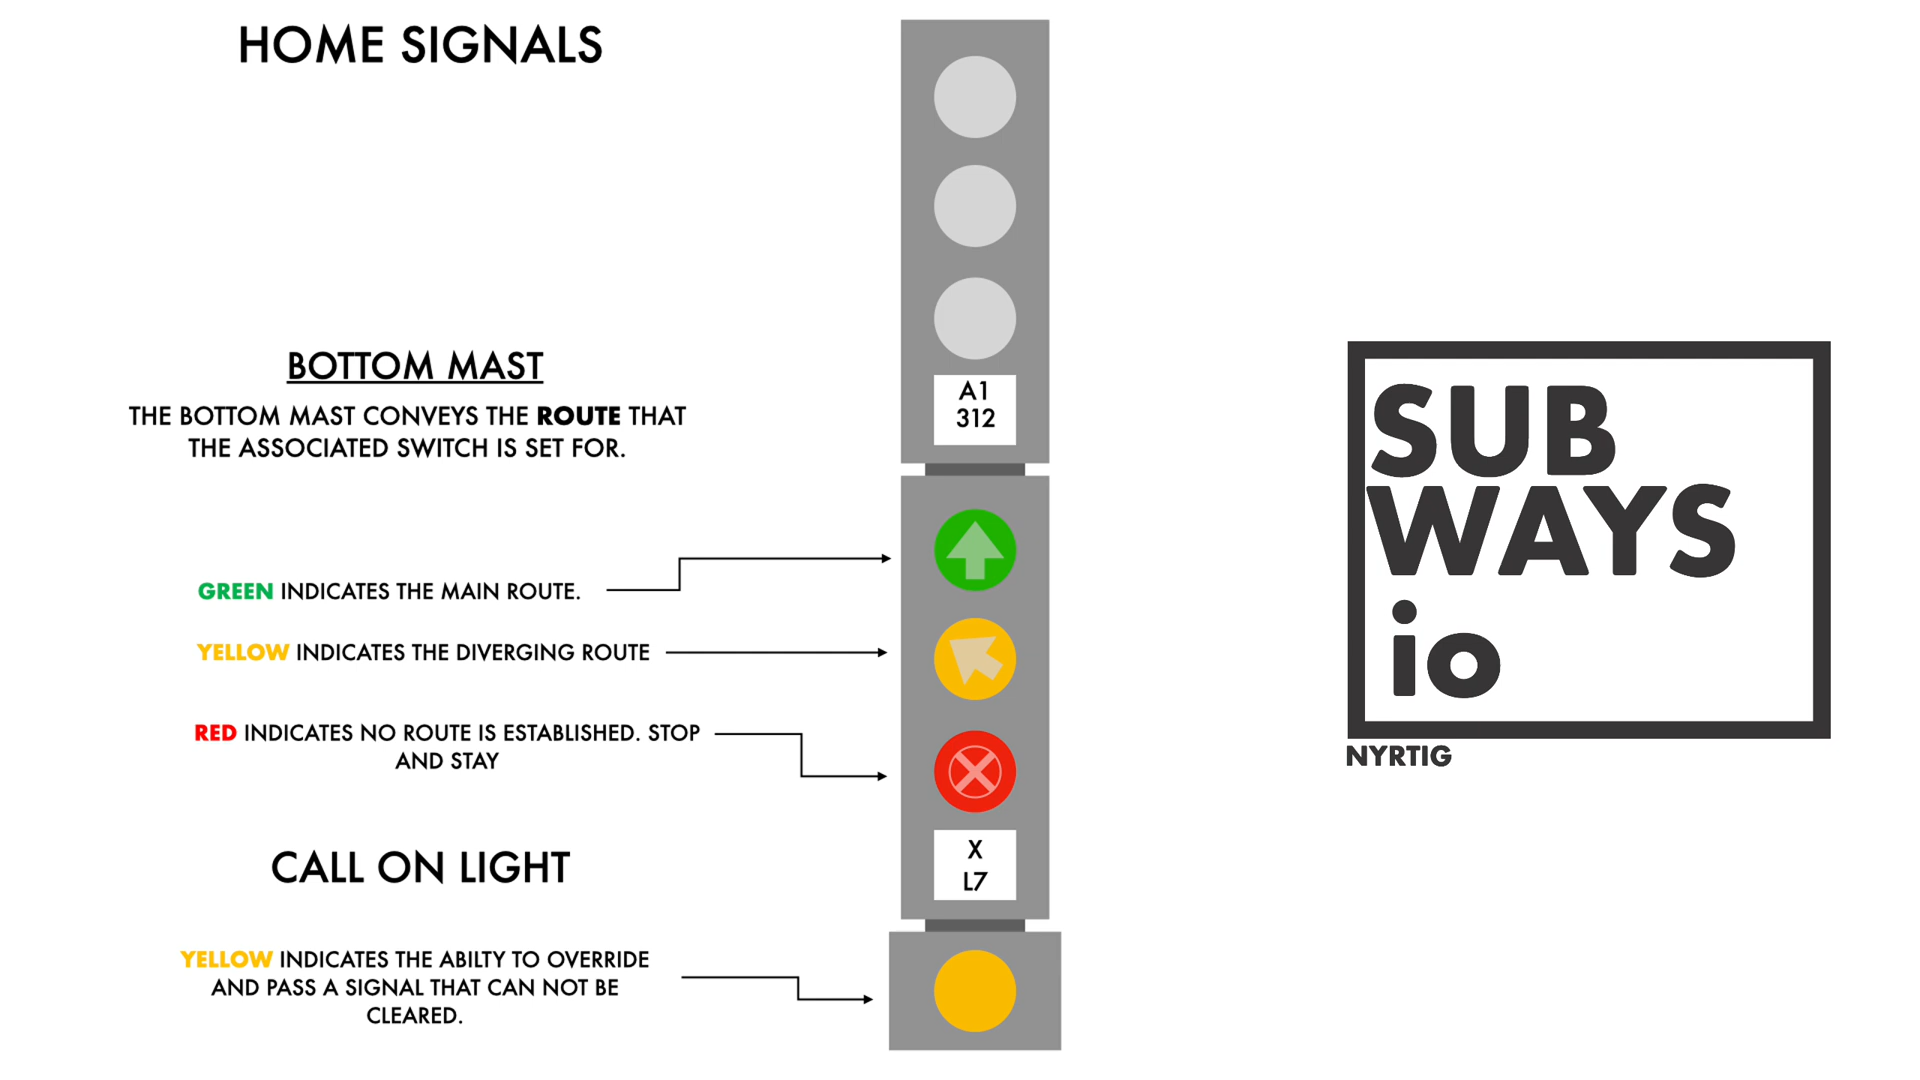 HOME SIGNALS
BOTTOM MAST
THE BOTTOM MAST CONVEYS THE ROUTE THAT
THE ASSOCIATED SWITCH IS SET FOR.
GREEN INDICATES THE MAIN ROUTE.
YELLOW INDICATES THE DIVERGING ROUTE
RED INDICATES NO ROUTE IS ESTABLISHED. STOP
AND STAY
CALL ON LIGHT
YELLOW INDICATES THE ABILTY TO OVERRIDE
AND PASS A SIGNAL THAT CAN NOT BE
CLEARED.
A1
312
X
L7
SUB
WAYS
io
NYRTIG